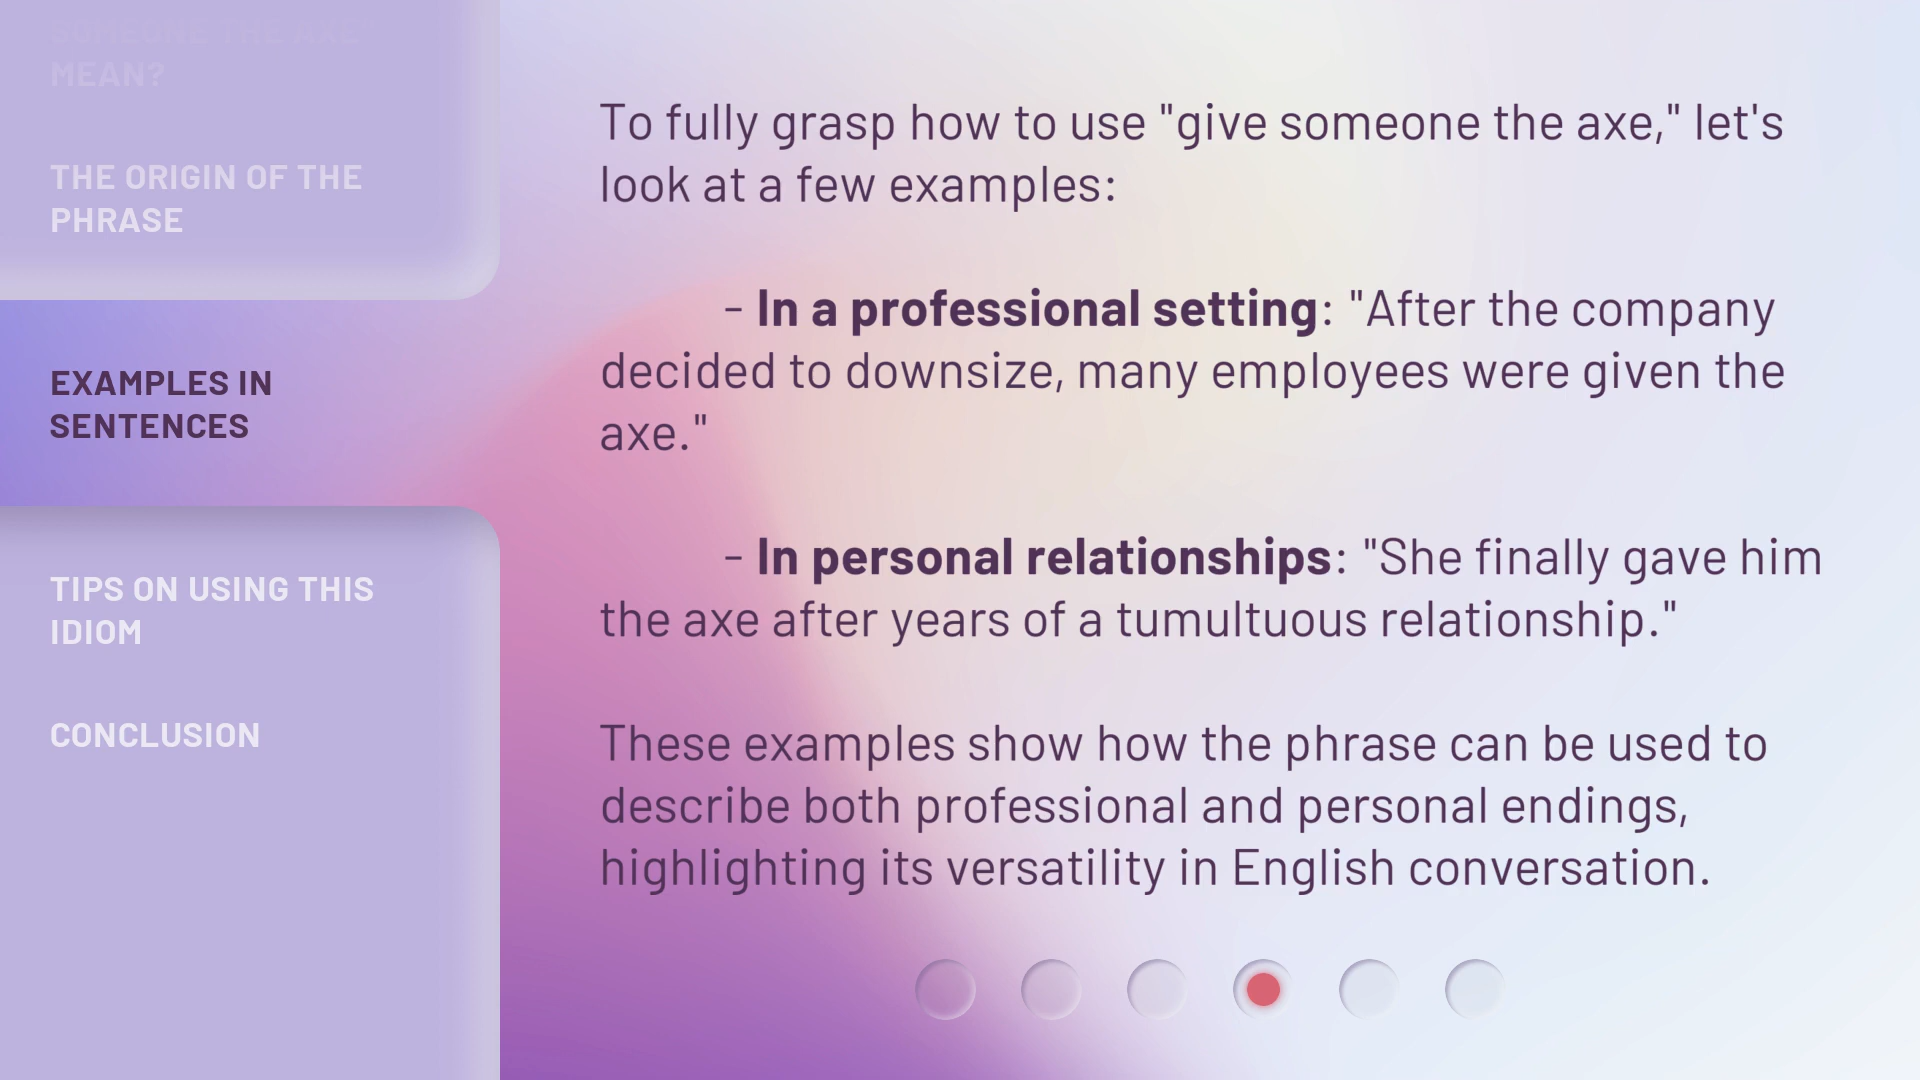 SOMEONE THE AXE
MEAN?
THE ORIGIN OF THE
PHRASE
EXAMPLES IN
SENTENCES
TIPS ON USING THIS
IDIOM
CONCLUSION
To fully grasp how to use "give someone the axe," let's
look at a few examples:
- In a professional setting: "After the company
decided to downsize, many employees were given the
axe."
- In personal relationships: "She finally gave him
the axe after years of a tumultuous relationship."
These examples show how the phrase can be used to
describe both professional and personal endings,
highlighting its versatility in English conversation.